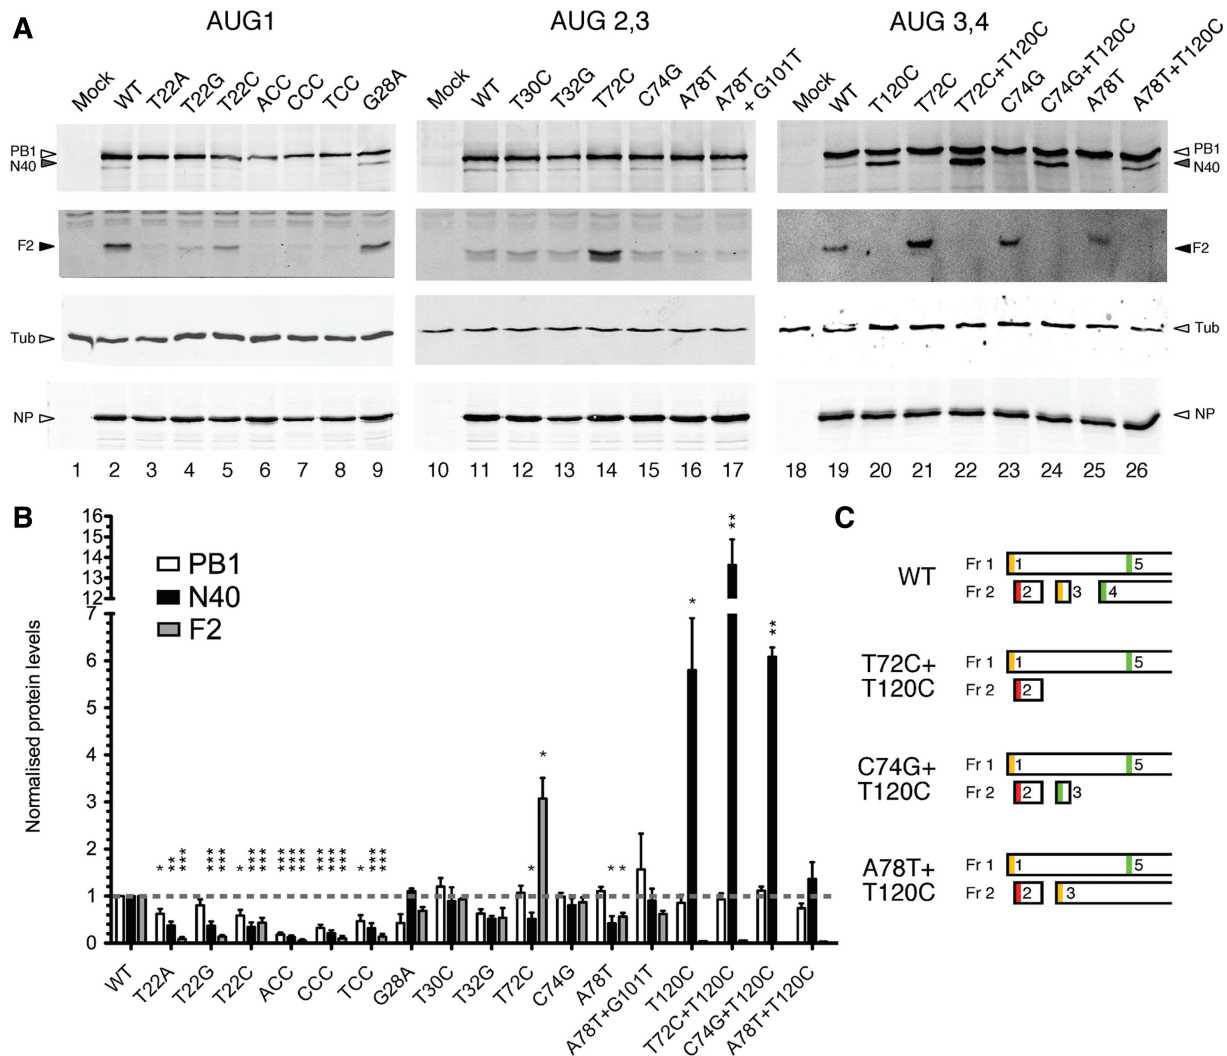 A
AUG1
AUG 2,3
AUG 3,4
Mock WT T22A T22G T22C ACC CCC TCC G28A
Mock WT T30C T32G T72C C74G A78T A78T + G101T
Mock WT T120C T72C T72C+T120C C74G C74G+T120C A78T A78T+T120C
PB1
N40
PB1
N40
F2
F2
Tub
Tub
NP
NP
1 2 3 4 5 6 7 8 9 10 11 12 13 14 15 16 17 18 19 20 21 22 23 24 25 26
B
Normalised protein levels
16
15
14
13
12
7
6
5
4
3
2
1
0
PB1
N40
F2
* ** *** *** *** * *** *** *** *** *** *** *** *** * *** *** * * * * * ** **
WT T22A T22G T22C ACC CCC TCC G28A T30C T32G T72C C74G A78T A78T+G101T T120C T72C+T120C C74G+T120C A78T+T120C
C
WT
Fr 1 1 5
Fr 2 2 3 4
T72C+
T120C
Fr 1 1 5
Fr 2 2
C74G+
T120C
Fr 1 1 5
Fr 2 2 3
A78T+
T120C
Fr 1 1 5
Fr 2 2 3